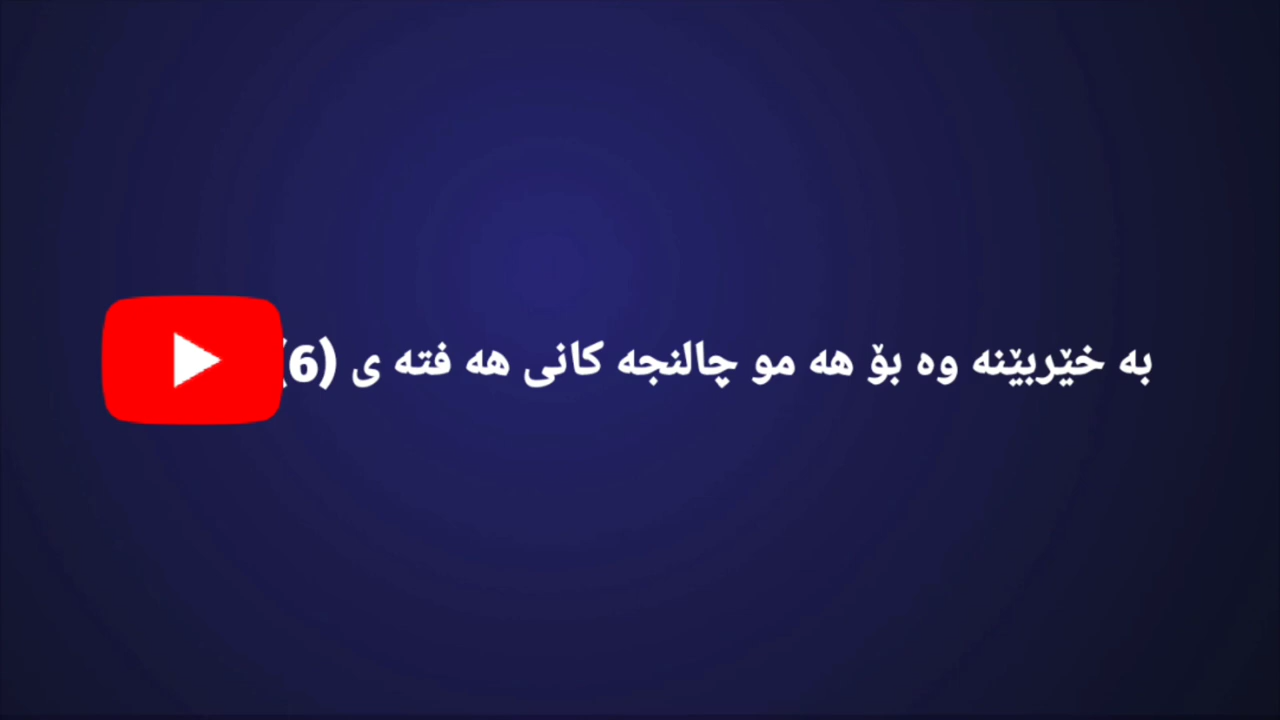 به خێربێنه وه بۆ هه مو چالنجه کانی هه فته ی (6)